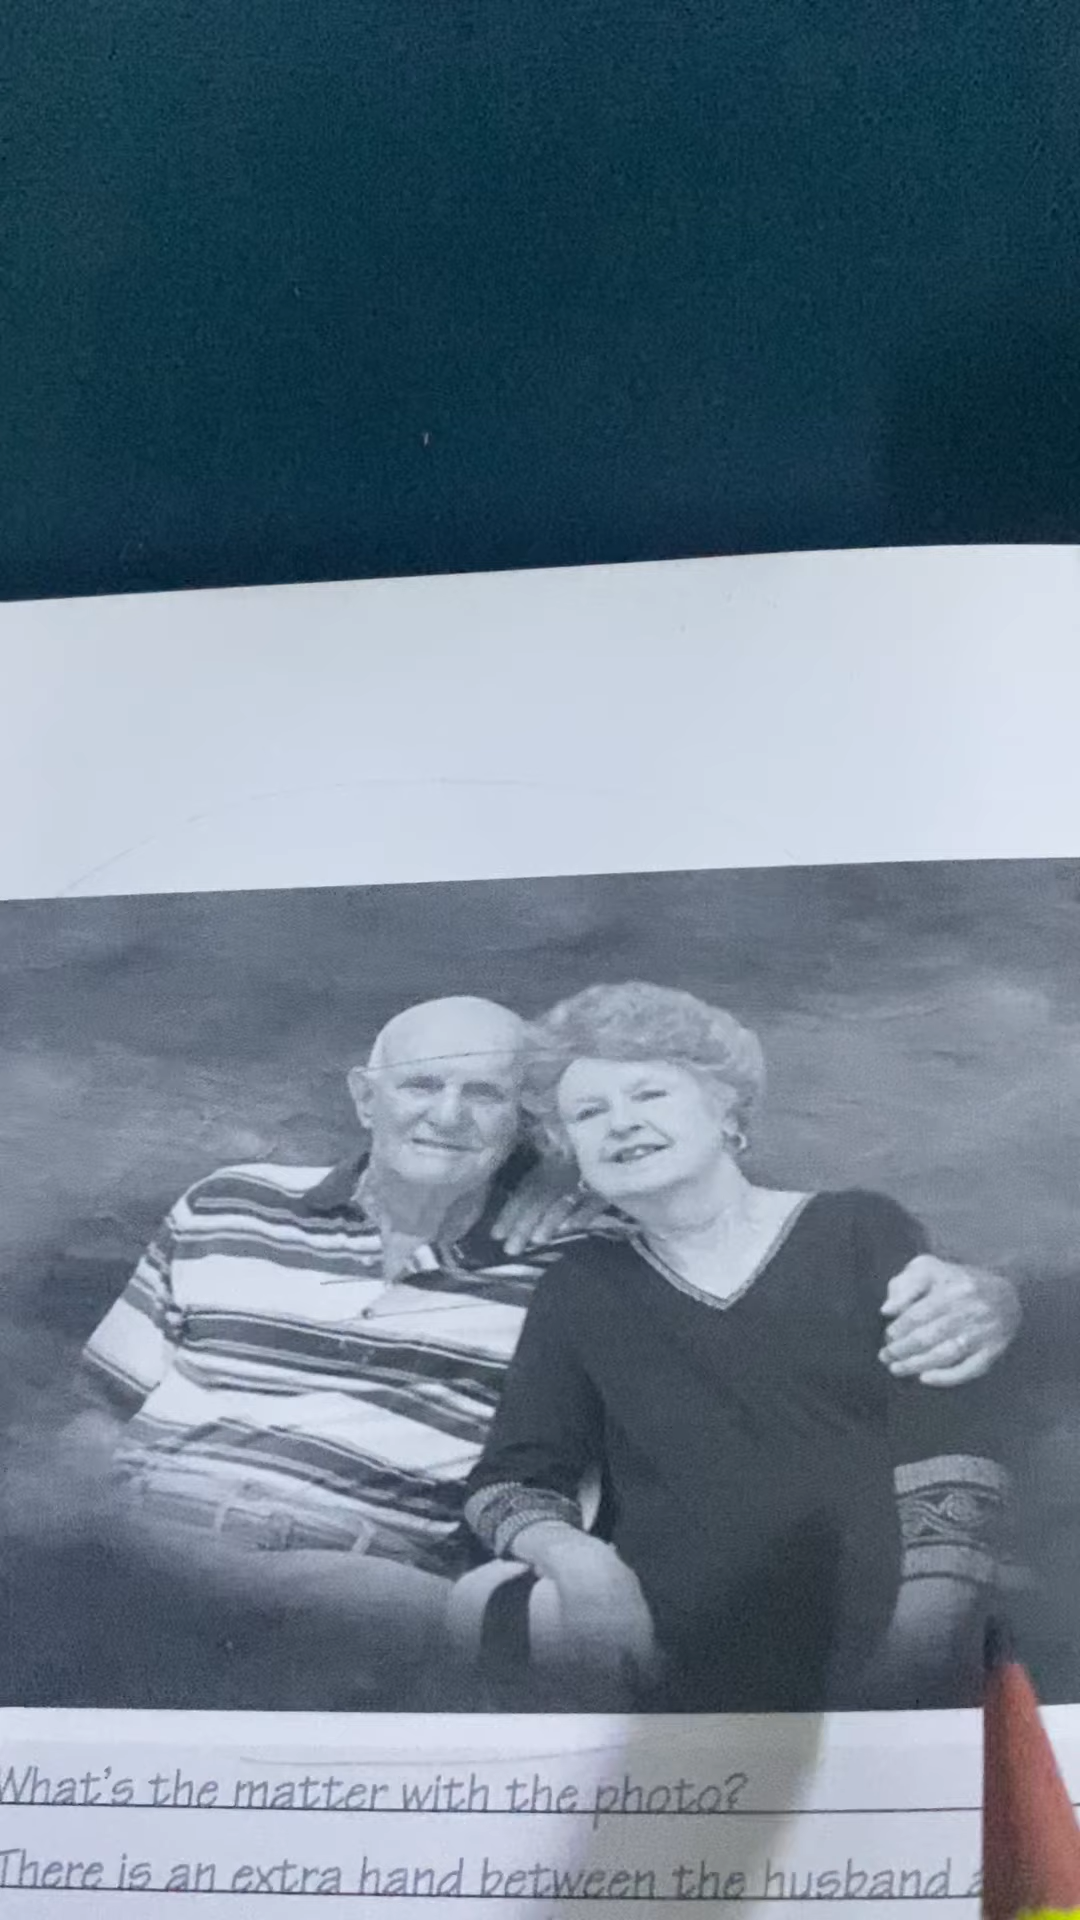 What's the matter with the photo?
There is an extra hand between the husband